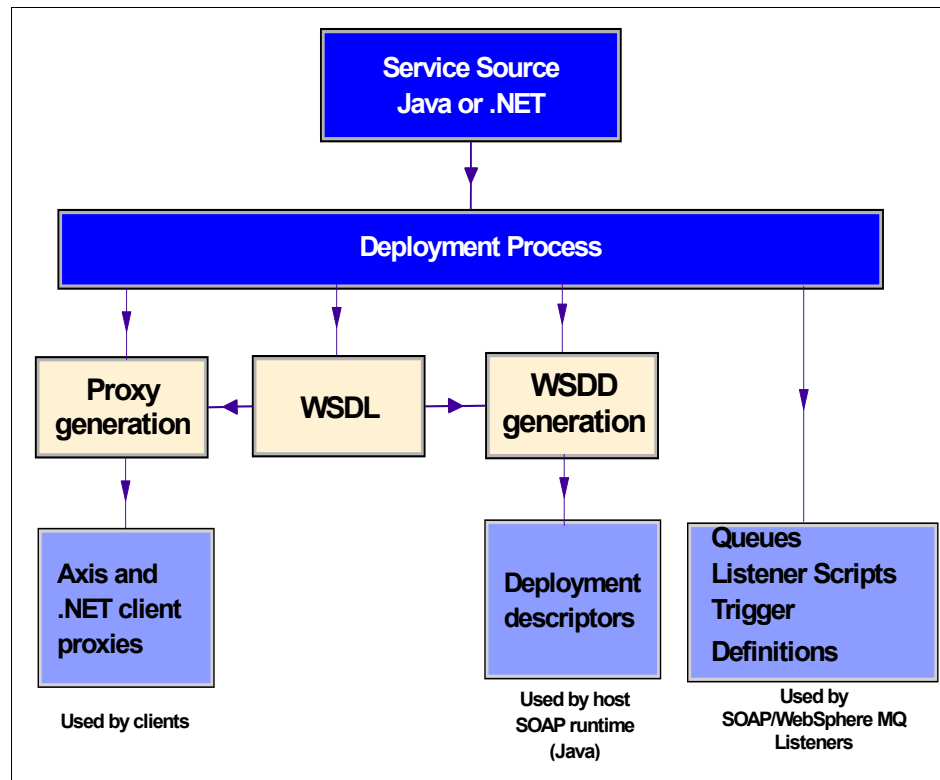 Service Source
Java or .NET
Deployment Process
Proxy
generation
WSDL
WSDD
generation
Axis and
.NET client
proxies
Deployment
descriptors
Queues
Listener Scripts
Trigger
Definitions
Used by clients
Used by host
SOAP runtime
(Java)
Used by
SOAP/WebSphere MQ
Listeners